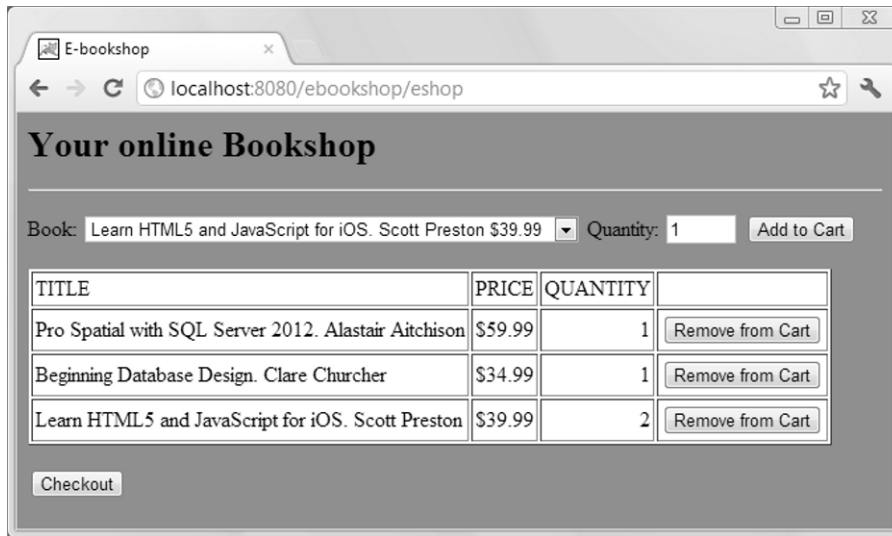 E-bookshop
localhost:8080/ebookshop/eshop
Your online Bookshop
Book: Learn HTML5 and JavaScript for iOS. Scott Preston $39.99 Quantity: 1 Add to Cart
TITLE PRICE QUANTITY
Pro Spatial with SQL Server 2012. Alastair Aitchison $59.99 1 Remove from Cart
Beginning Database Design. Clare Churcher $34.99 1 Remove from Cart
Learn HTML5 and JavaScript for iOS. Scott Preston $39.99 2 Remove from Cart
Checkout